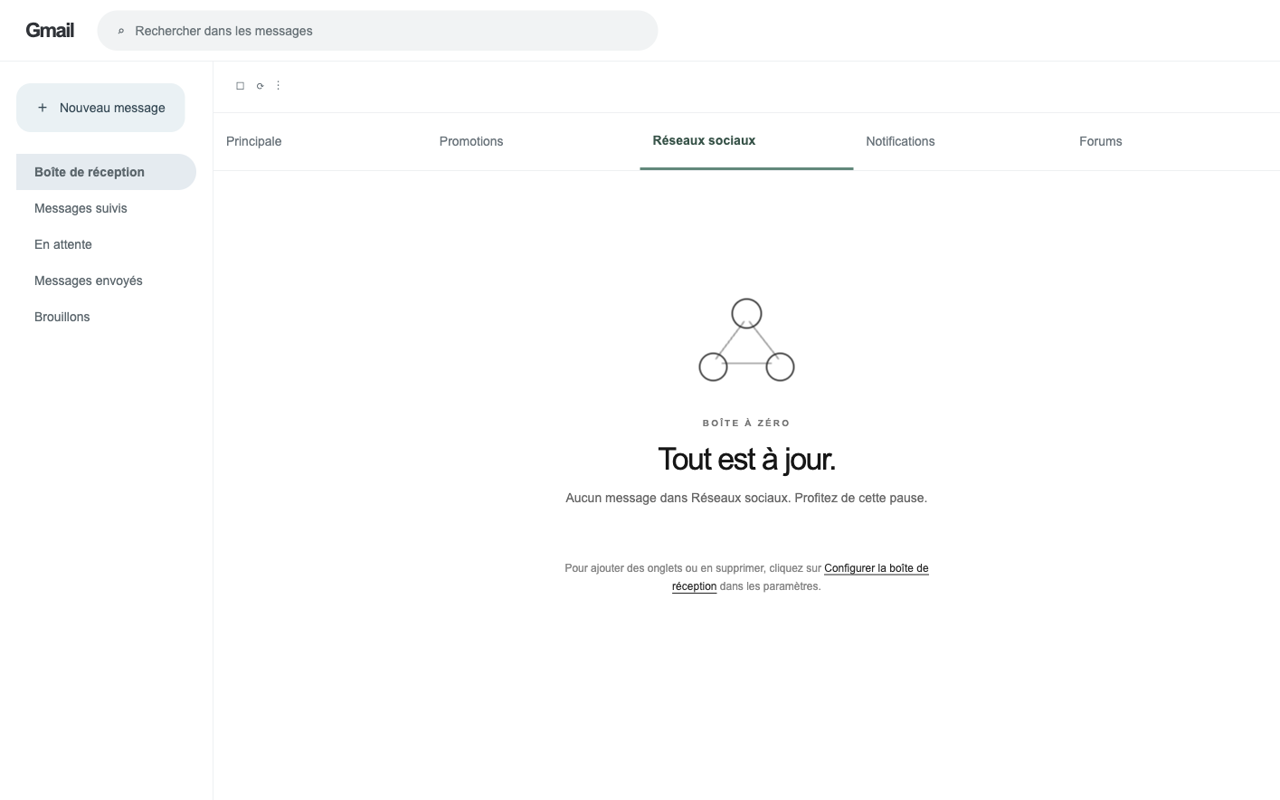 Gmail
Rechercher dans les messages
+ Nouveau message
Boîte de réception
Messages suivis
En attente
Messages envoyés
Brouillons
Principale
Promotions
Réseaux sociaux
Notifications
Forums
BOÎTE À ZÉRO
Tout est à jour.
Aucun message dans Réseaux sociaux. Profitez de cette pause.
Pour ajouter des onglets ou en supprimer, cliquez sur Configurer la boîte de
réception dans les paramètres.